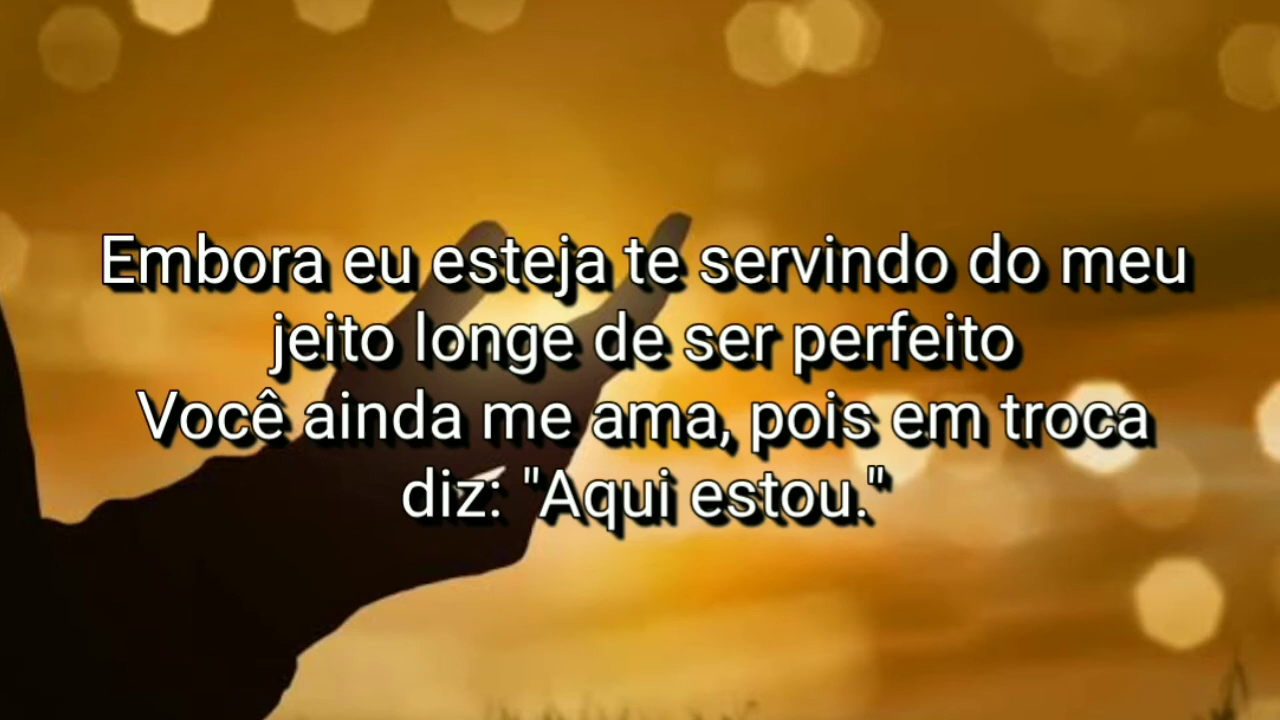 Embora eu esteja te servindo do meu
jeito longe de ser perfeito
Você ainda me ama, pois em troca
diz: "Aqui estou."